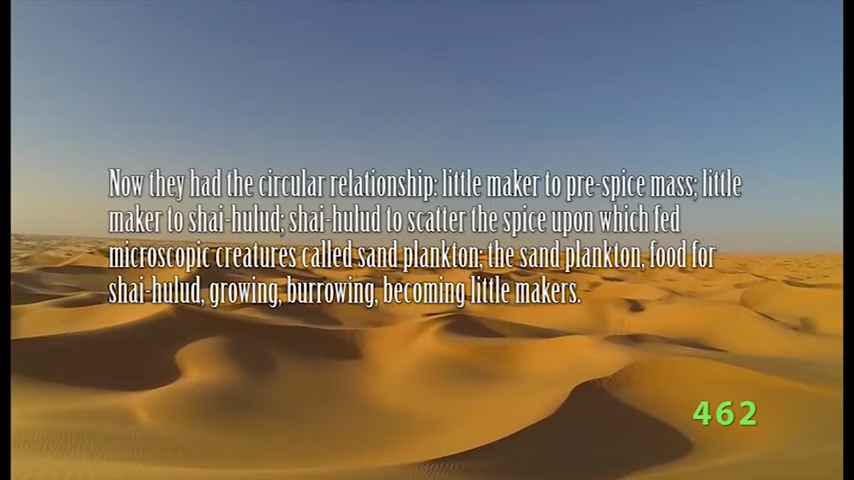 Now they had the circular relationship: little maker to pre-spice mass; little
maker to shai-hulud; shai-hulud to scatter the spice upon which fed
microscopic creatures called sand plankton; the sand plankton, food for
shai-hulud, growing, burrowing, becoming little makers.
462